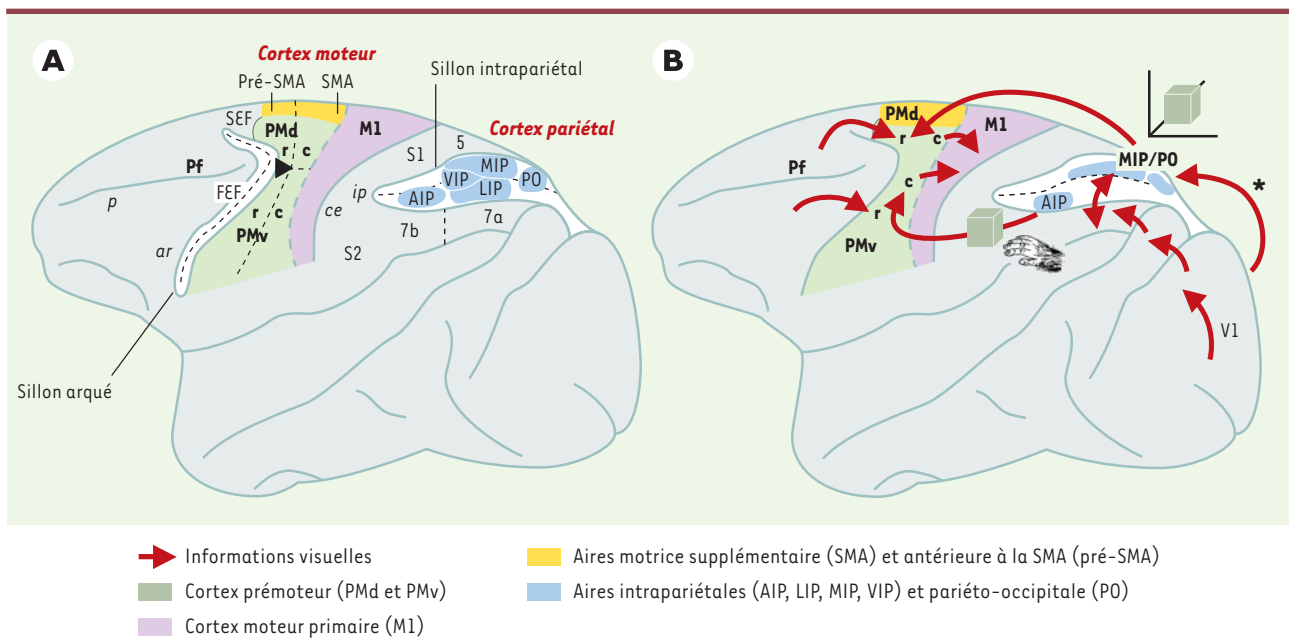 A
Cortex moteur
Pré-SMA
SMA
Sillon intrapariétal
SEF
PMd
M1
Cortex pariétal
r
c
S1
5
Pf
MIP
VIP
PO
LIP
FEF
ip
AIP
p
r
c
ce
7a
7b
PMv
ar
S2
Sillon arqué
B
PMd
M1
r
c
MIP/PO
Pf
c
*
AIP
r
PMv
V1
Informations visuelles
Cortex prémoteur (PMd et PMv)
Cortex moteur primaire (M1)
Aires motrice supplémentaire (SMA) et antérieure à la SMA (pré-SMA)
Aires intrapariétales (AIP, LIP, MIP, VIP) et pariéto-occipitale (PO)